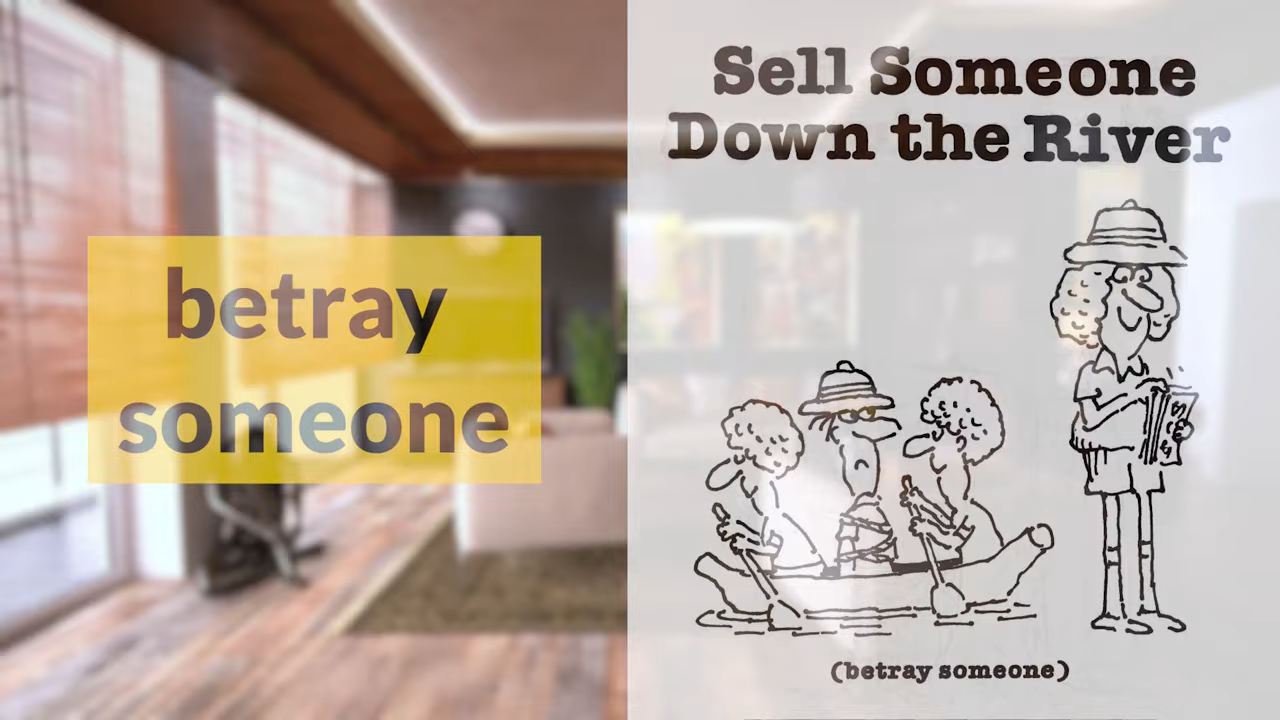 betray
someone
Sell Someone
Down the River
(betray someone)